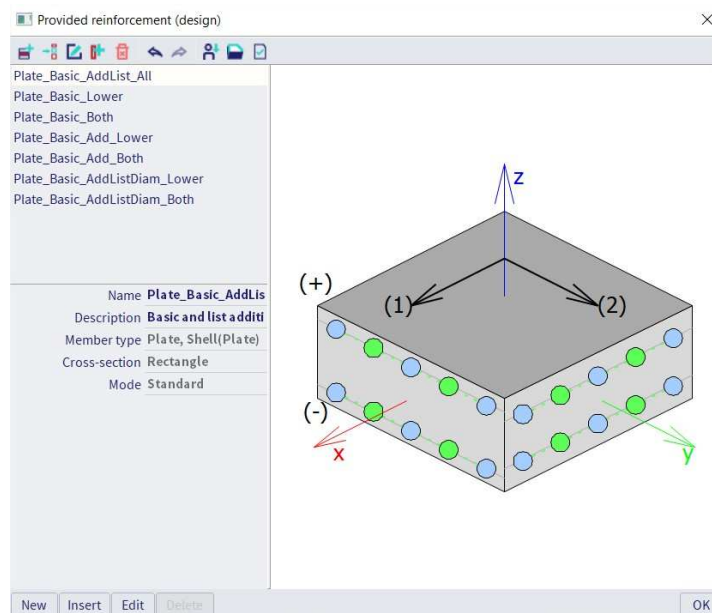 Provided reinforcement (design)
Plate_Basic_AddList_All
Plate_Basic_Lower
Plate_Basic_Both
Plate_Basic_Add_Lower
Plate_Basic_Add_Both
Plate_Basic_AddListDiam_Lower
Plate_Basic_AddListDiam_Both
Name Plate_Basic_AddLis
Description Basic and list additi
Member type Plate, Shell(Plate)
Cross-section Rectangle
Mode Standard
z
(+)
(1) (2)
(-)
x
y
New Insert Edit Delete OK